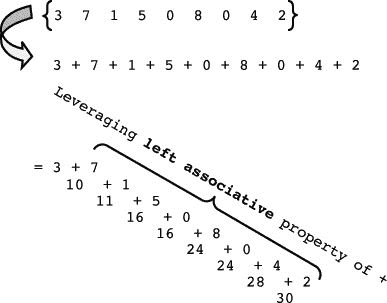 {3 7 1 5 0 8 0 4 2}
3 + 7 + 1 + 5 + 0 + 8 + 0 + 4 + 2
Leveraging left associative property of +
= 3 + 7
10 + 1
11 + 5
16 + 0
16 + 8
24 + 0
24 + 4
28 + 2
30